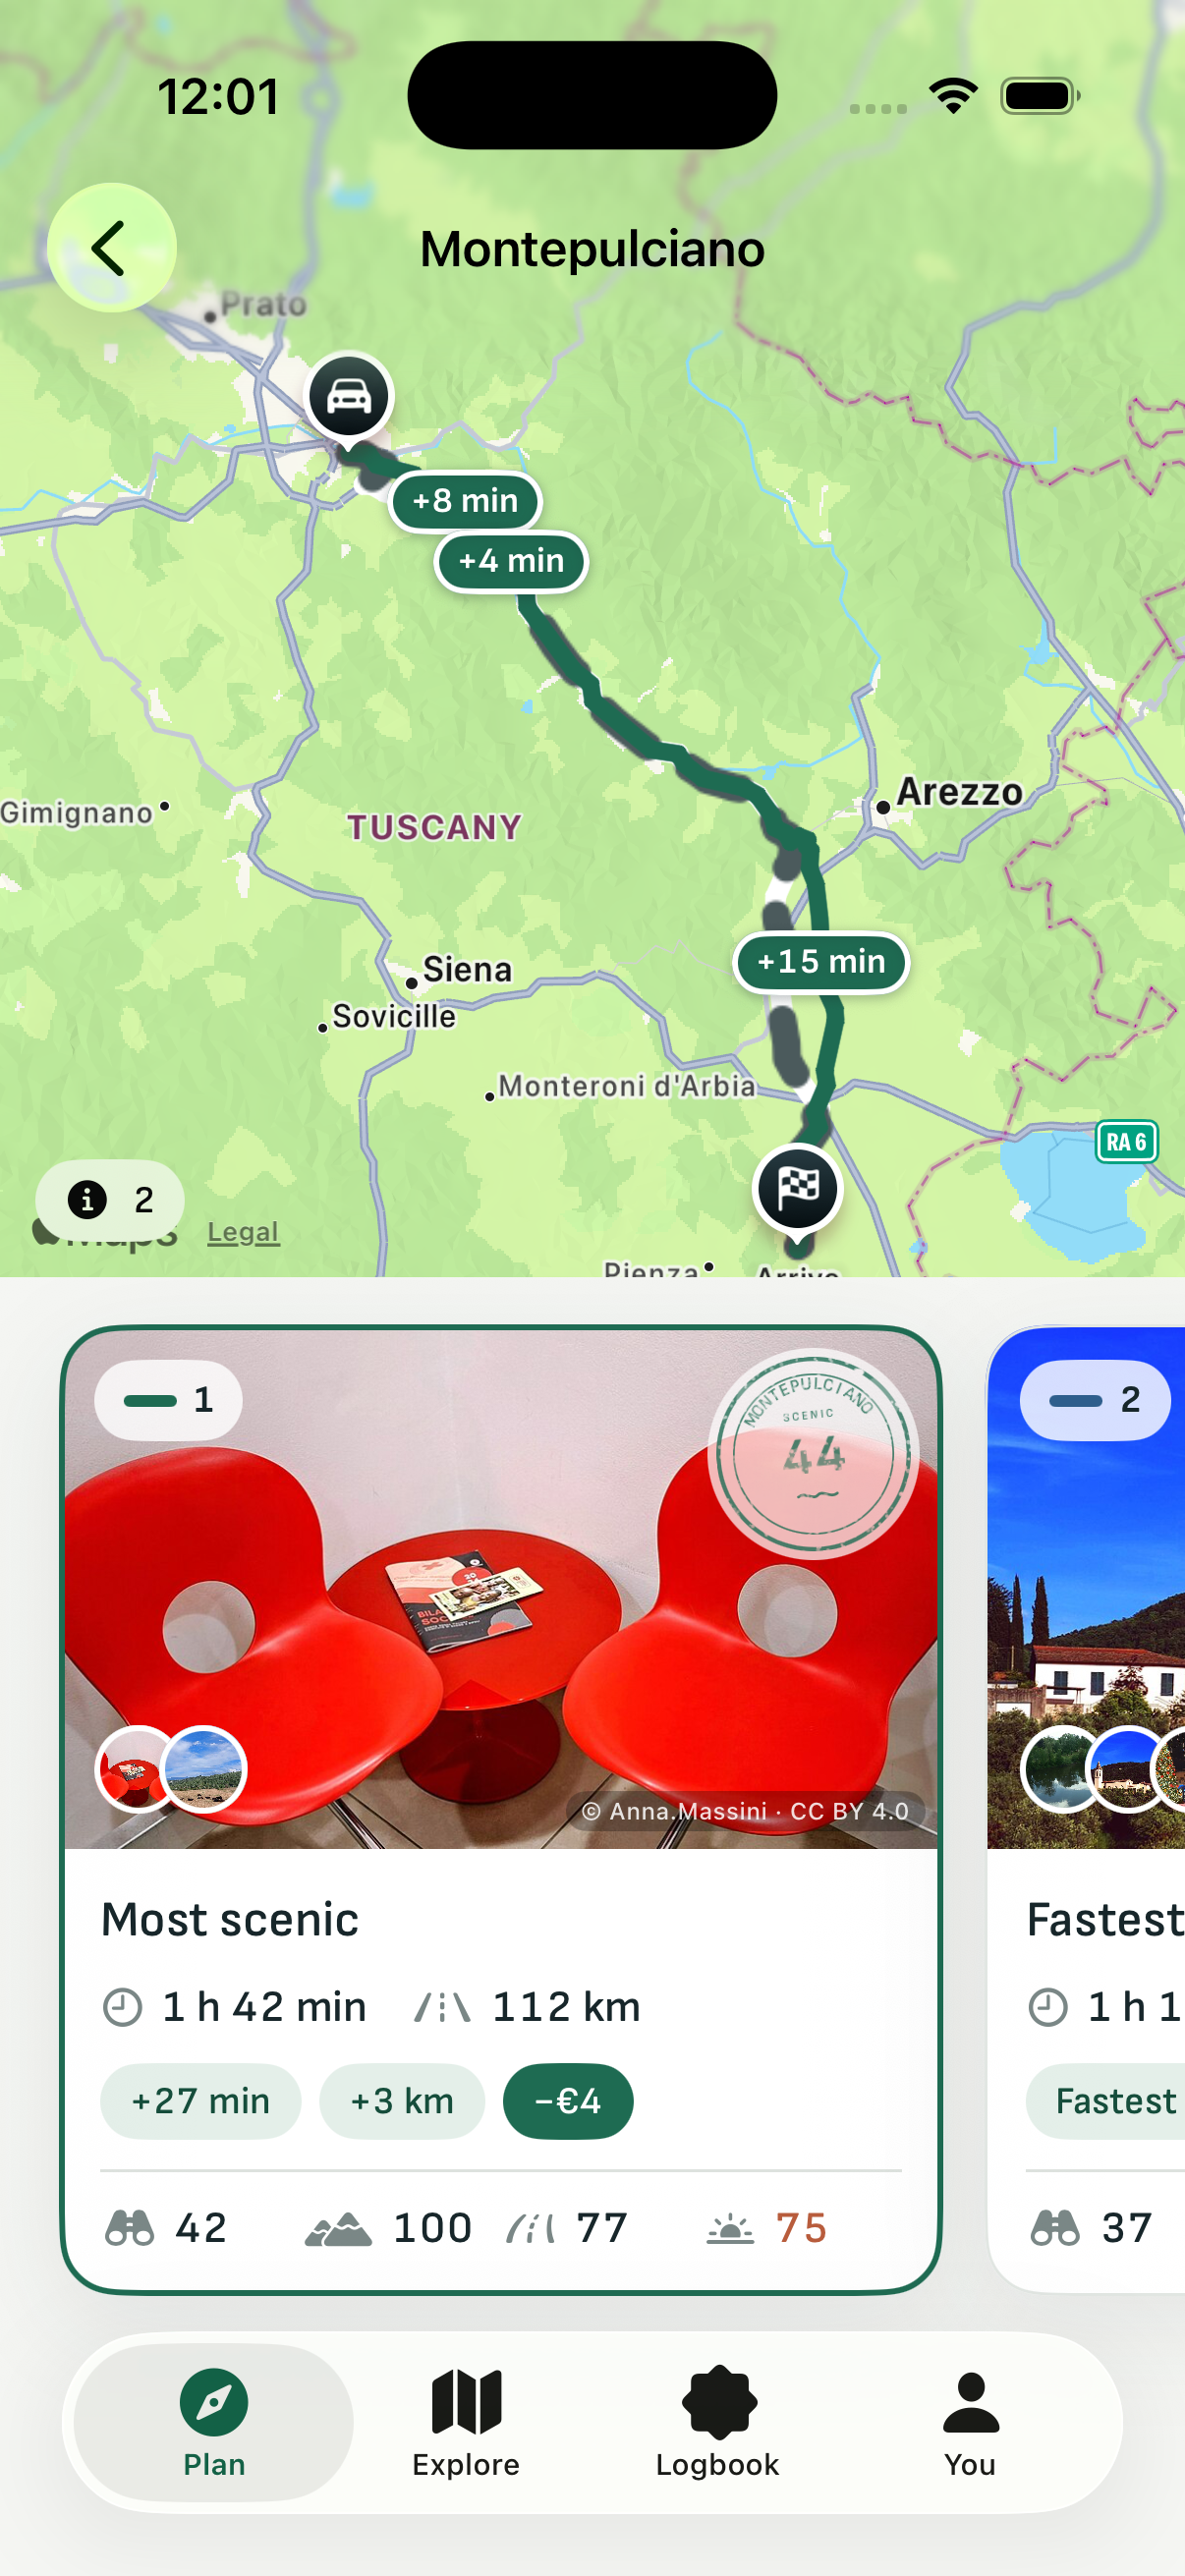 12:01
Montepulciano
Prato
+8 min
+4 min
Gimignano
TUSCANY
Arezzo
+15 min
Siena
Sovicille
Monteroni d'Arbia
RA 6
2
Maps
Legal
Pienza
Arrivo
1
MONTEPULCIANO
SCENIC
44
2
© Anna.Massini · CC BY 4.0
Most scenic
Fastest
1 h 42 min 112 km
1 h 1
+27 min +3 km −€4
Fastest
42 100 77 75
37
Plan Explore Logbook You